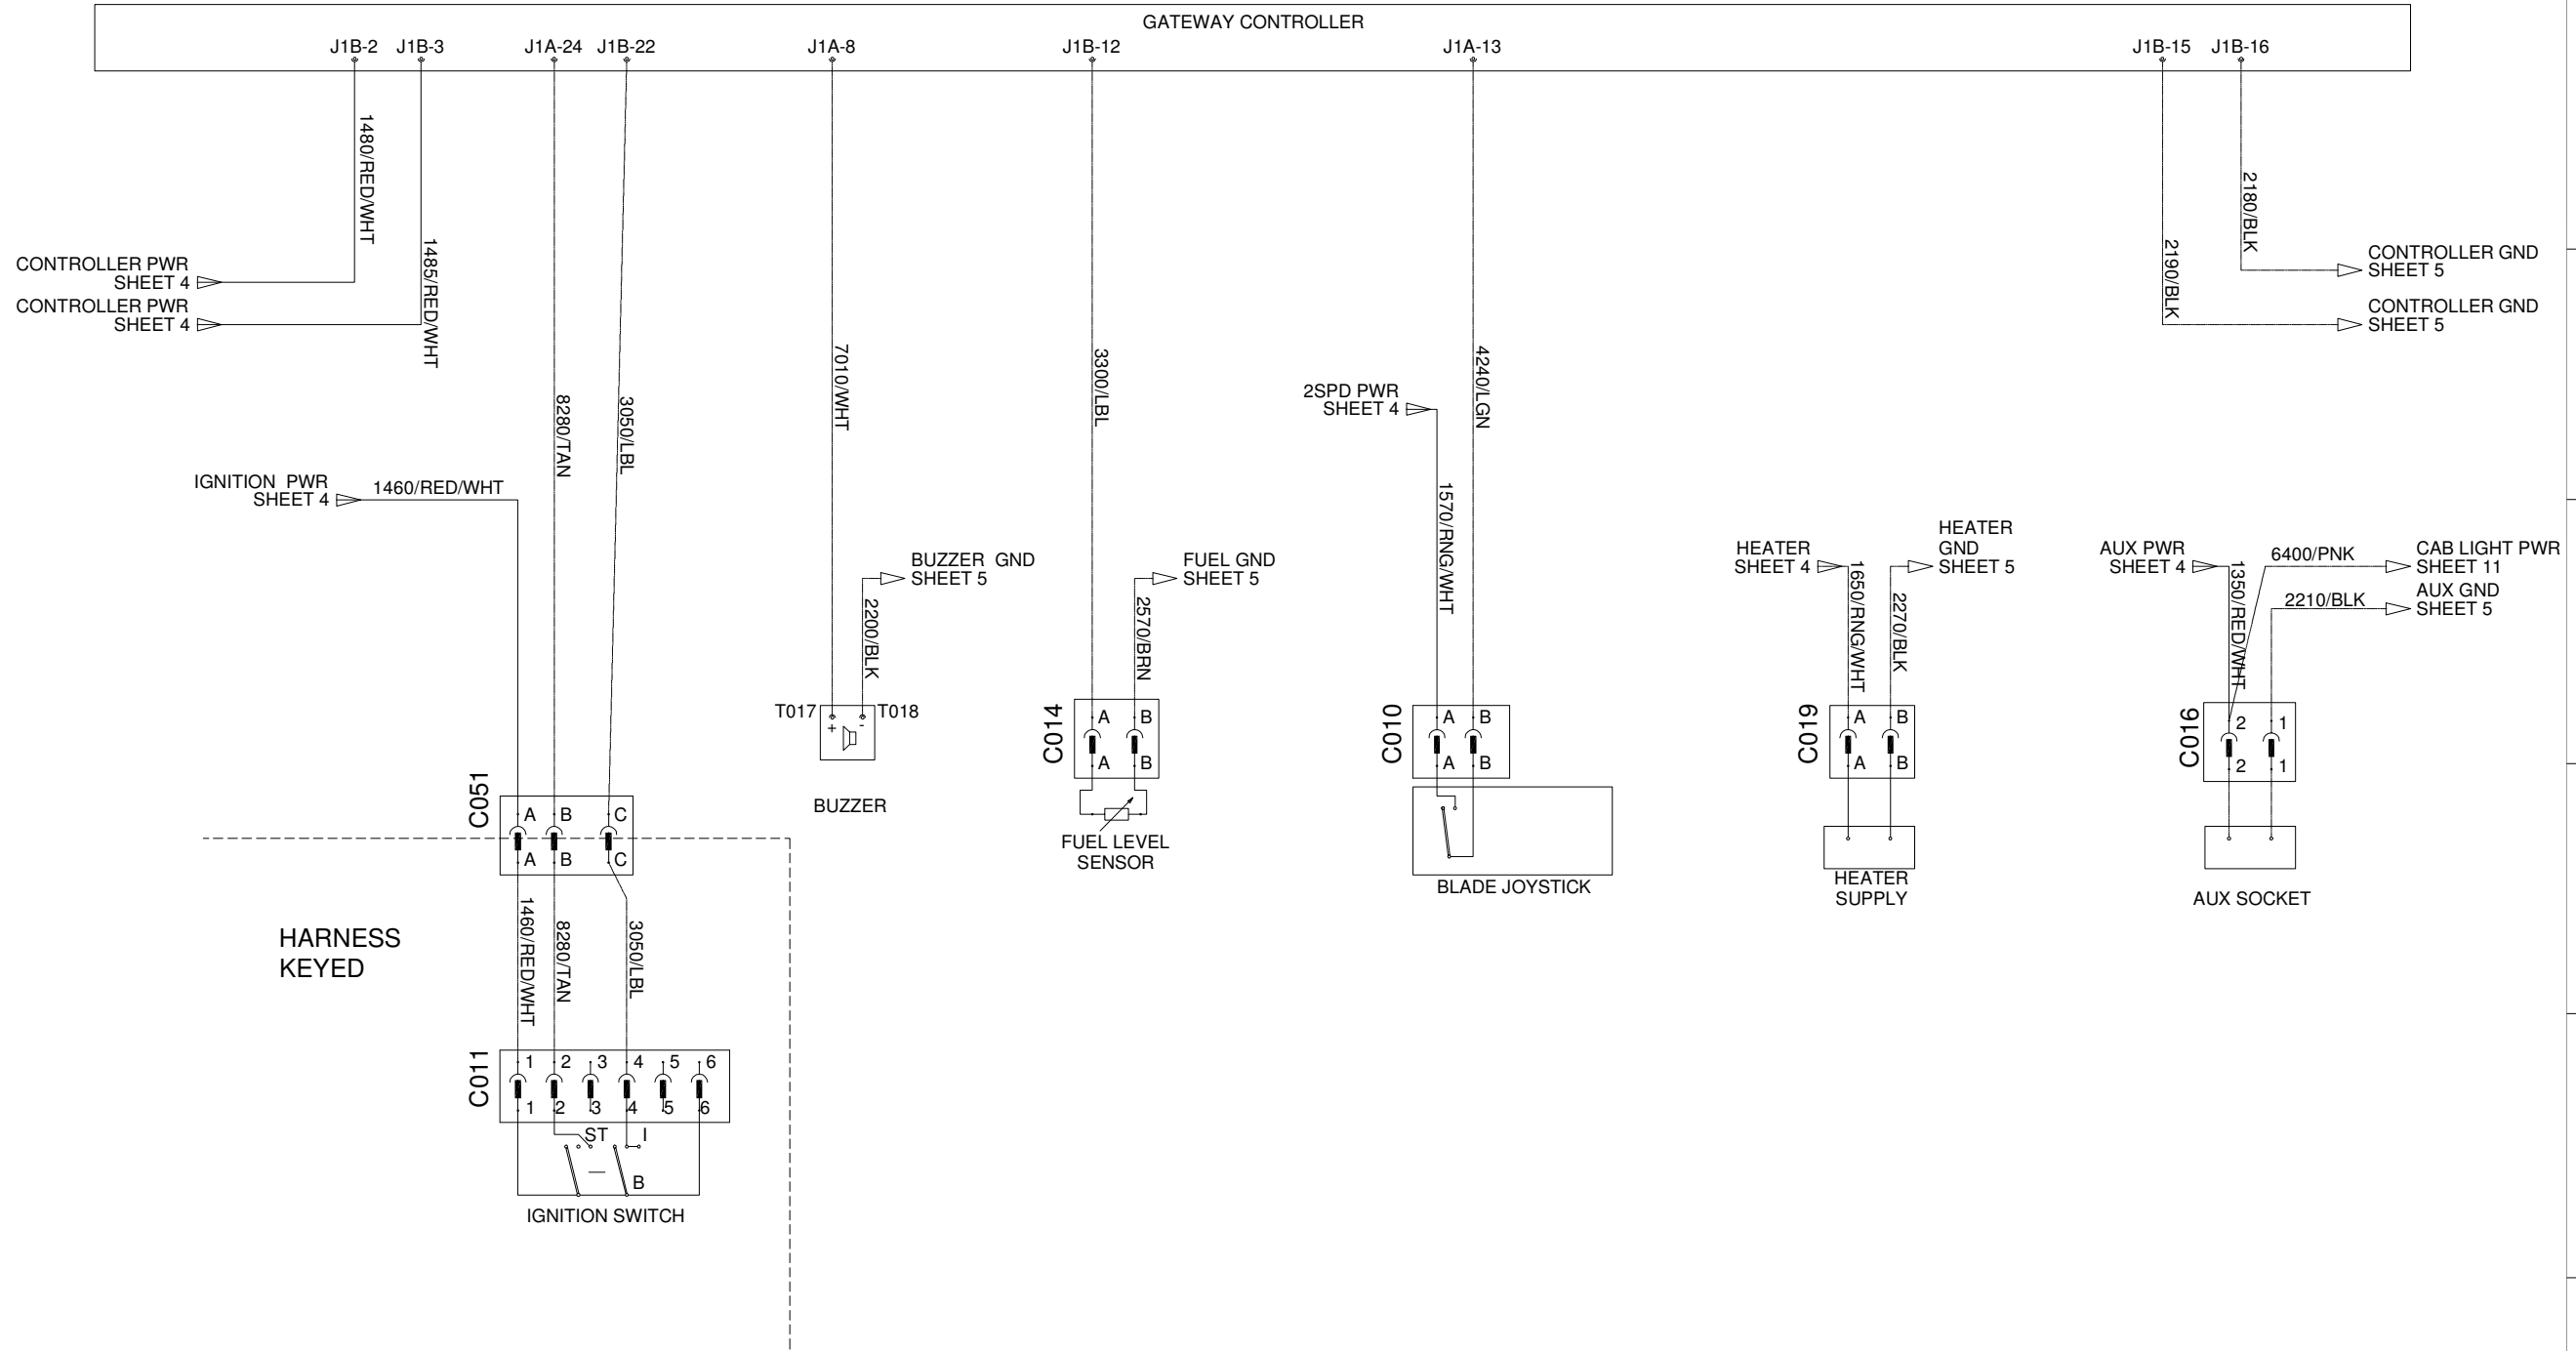 GATEWAY CONTROLLER
J1B-2 J1B-3 J1A-24 J1B-22 J1A-8 J1B-12 J1A-13 J1B-15 J1B-16
1480/RED/WHT
1485/RED/WHT
CONTROLLER PWR
SHEET 4
CONTROLLER PWR
SHEET 4
2180/BLK
2190/BLK
CONTROLLER GND
SHEET 5
CONTROLLER GND
SHEET 5
8280/TAN
3050/LBL
7010/WHT
3300/LBL
4240/LGN
2SPD PWR
SHEET 4
1570/RNG/WHT
IGNITION PWR
SHEET 4
1460/RED/WHT
BUZZER GND
SHEET 5
2200/BLK
FUEL GND
SHEET 5
2570/BRN
HEATER
SHEET 4
1650/RNG/WHT
HEATER
GND
SHEET 5
2270/BLK
AUX PWR
SHEET 4
1350/RED/WHT
6400/PNK
CAB LIGHT PWR
SHEET 11
2210/BLK
AUX GND
SHEET 5
T017
+
-
T018
BUZZER
C014
A B
A B
FUEL LEVEL
SENSOR
C010
A B
A B
BLADE JOYSTICK
C019
A B
A B
HEATER
SUPPLY
C016
2 1
2 1
AUX SOCKET
C051
A B C
A B C
HARNESS
KEYED
1460/RED/WHT
8280/TAN
3050/LBL
C011
1 2 3 4 5 6
1 2 3 4 5 6
ST I
B
IGNITION SWITCH